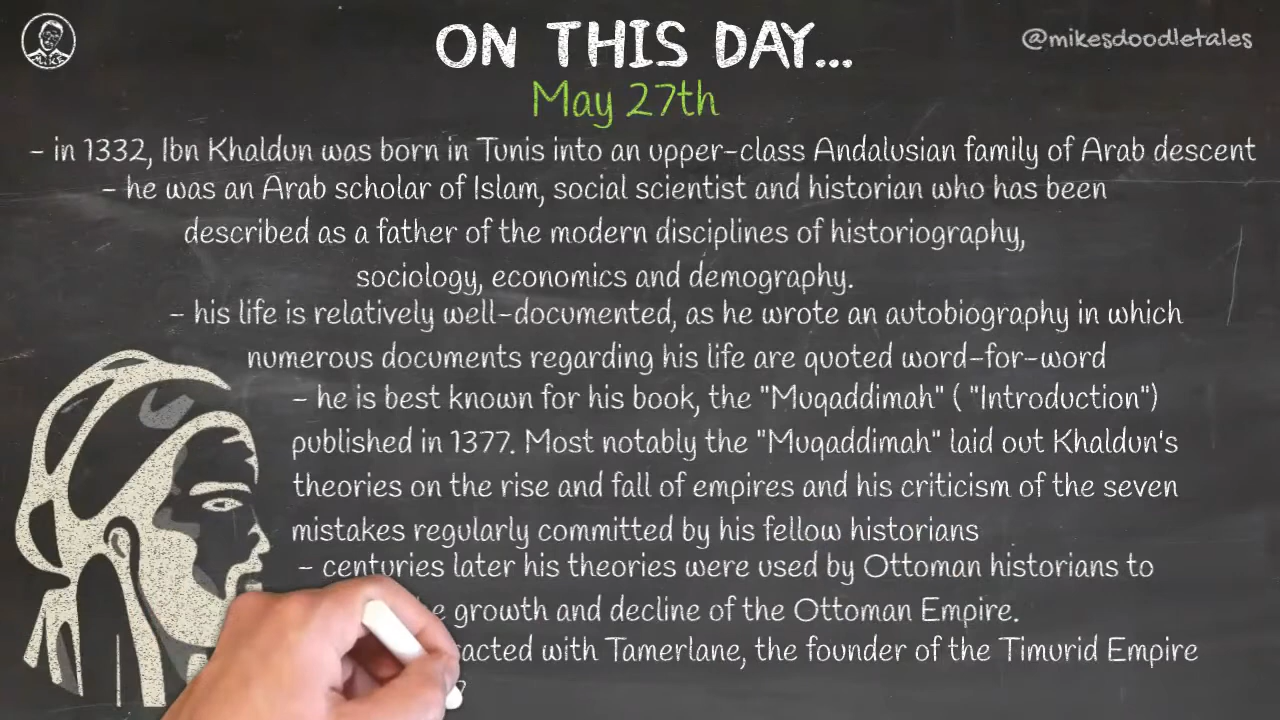 MIKE
ON THIS DAY...
@mikesdoodletales
May 27th
- in 1332, Ibn Khaldun was born in Tunis into an upper-class Andalusian family of Arab descent
- he was an Arab scholar of Islam, social scientist and historian who has been
described as a father of the modern disciplines of historiography,
sociology, economics and demography.
- his life is relatively well-documented, as he wrote an autobiography in which
numerous documents regarding his life are quoted word-for-word
- he is best known for his book, the "Muqaddimah" ( "Introduction")
published in 1377. Most notably the "Muqaddimah" laid out Khaldun's
theories on the rise and fall of empires and his criticism of the seven
mistakes regularly committed by his fellow historians
- centuries later his theories were used by Ottoman historians to
growth and decline of the Ottoman Empire.
with Tamerlane, the founder of the Timurid Empire